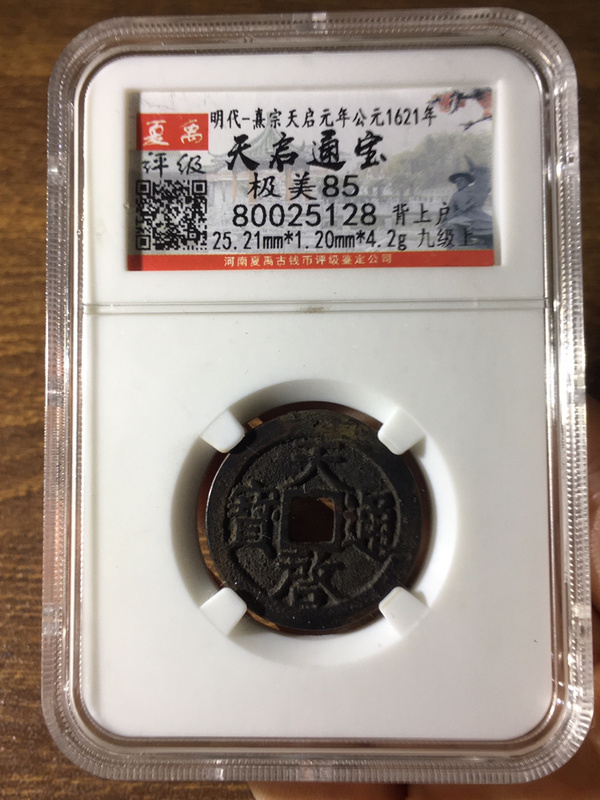 夏禹
评级
明代-熹宗天启元年公元1621年
天启通宝
极美85
80025128 背上户
25.21mm*1.20mm*4.2g 九级上
河南夏禹古钱币评级鉴定公司
天啓通寶